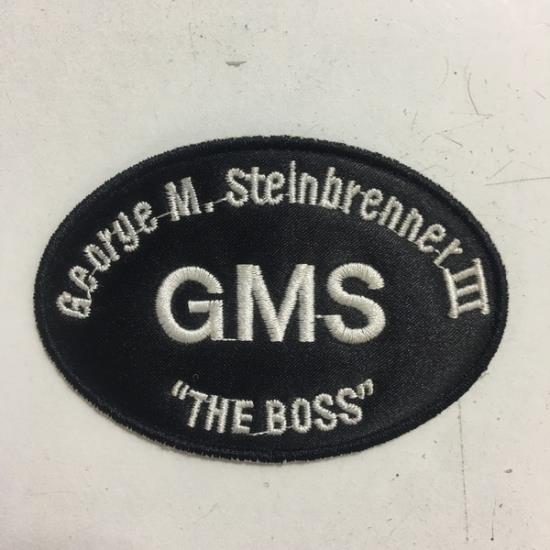 George M. Steinbrenner III
GMS
"THE BOSS"